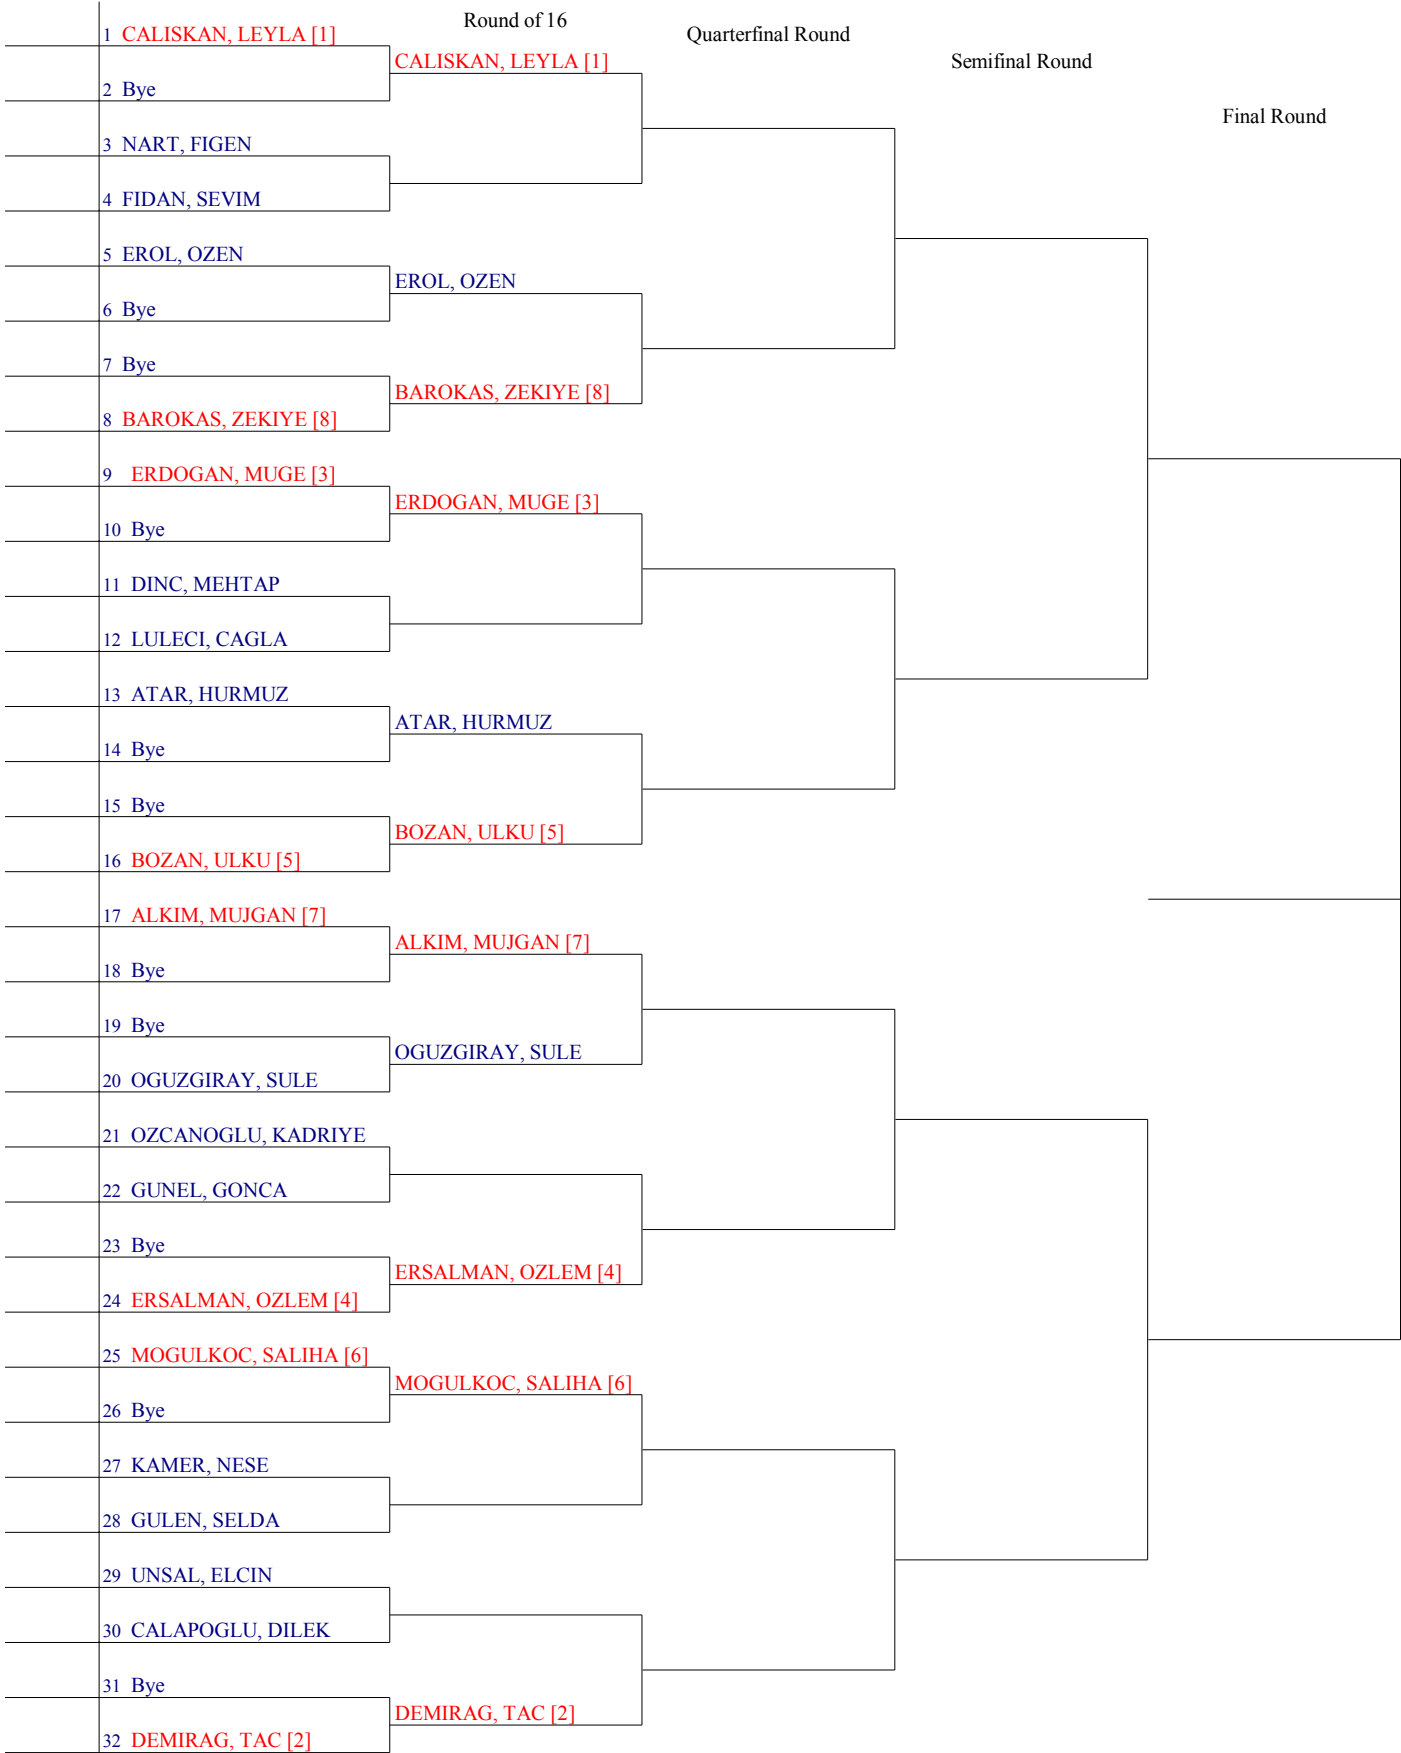 Round of 16
Quarterfinal Round
Semifinal Round
Final Round
1 CALISKAN, LEYLA [1]
CALISKAN, LEYLA [1]
2 Bye
3 NART, FIGEN
4 FIDAN, SEVIM
5 EROL, OZEN
EROL, OZEN
6 Bye
7 Bye
BAROKAS, ZEKIYE [8]
8 BAROKAS, ZEKIYE [8]
9 ERDOGAN, MUGE [3]
ERDOGAN, MUGE [3]
10 Bye
11 DINC, MEHTAP
12 LULECI, CAGLA
13 ATAR, HURMUZ
ATAR, HURMUZ
14 Bye
15 Bye
BOZAN, ULKU [5]
16 BOZAN, ULKU [5]
17 ALKIM, MUJGAN [7]
ALKIM, MUJGAN [7]
18 Bye
19 Bye
OGUZGIRAY, SULE
20 OGUZGIRAY, SULE
21 OZCANOGLU, KADRIYE
22 GUNEL, GONCA
23 Bye
ERSALMAN, OZLEM [4]
24 ERSALMAN, OZLEM [4]
25 MOGULKOC, SALIHA [6]
MOGULKOC, SALIHA [6]
26 Bye
27 KAMER, NESE
28 GULEN, SELDA
29 UNSAL, ELCIN
30 CALAPOGLU, DILEK
31 Bye
DEMIRAG, TAC [2]
32 DEMIRAG, TAC [2]